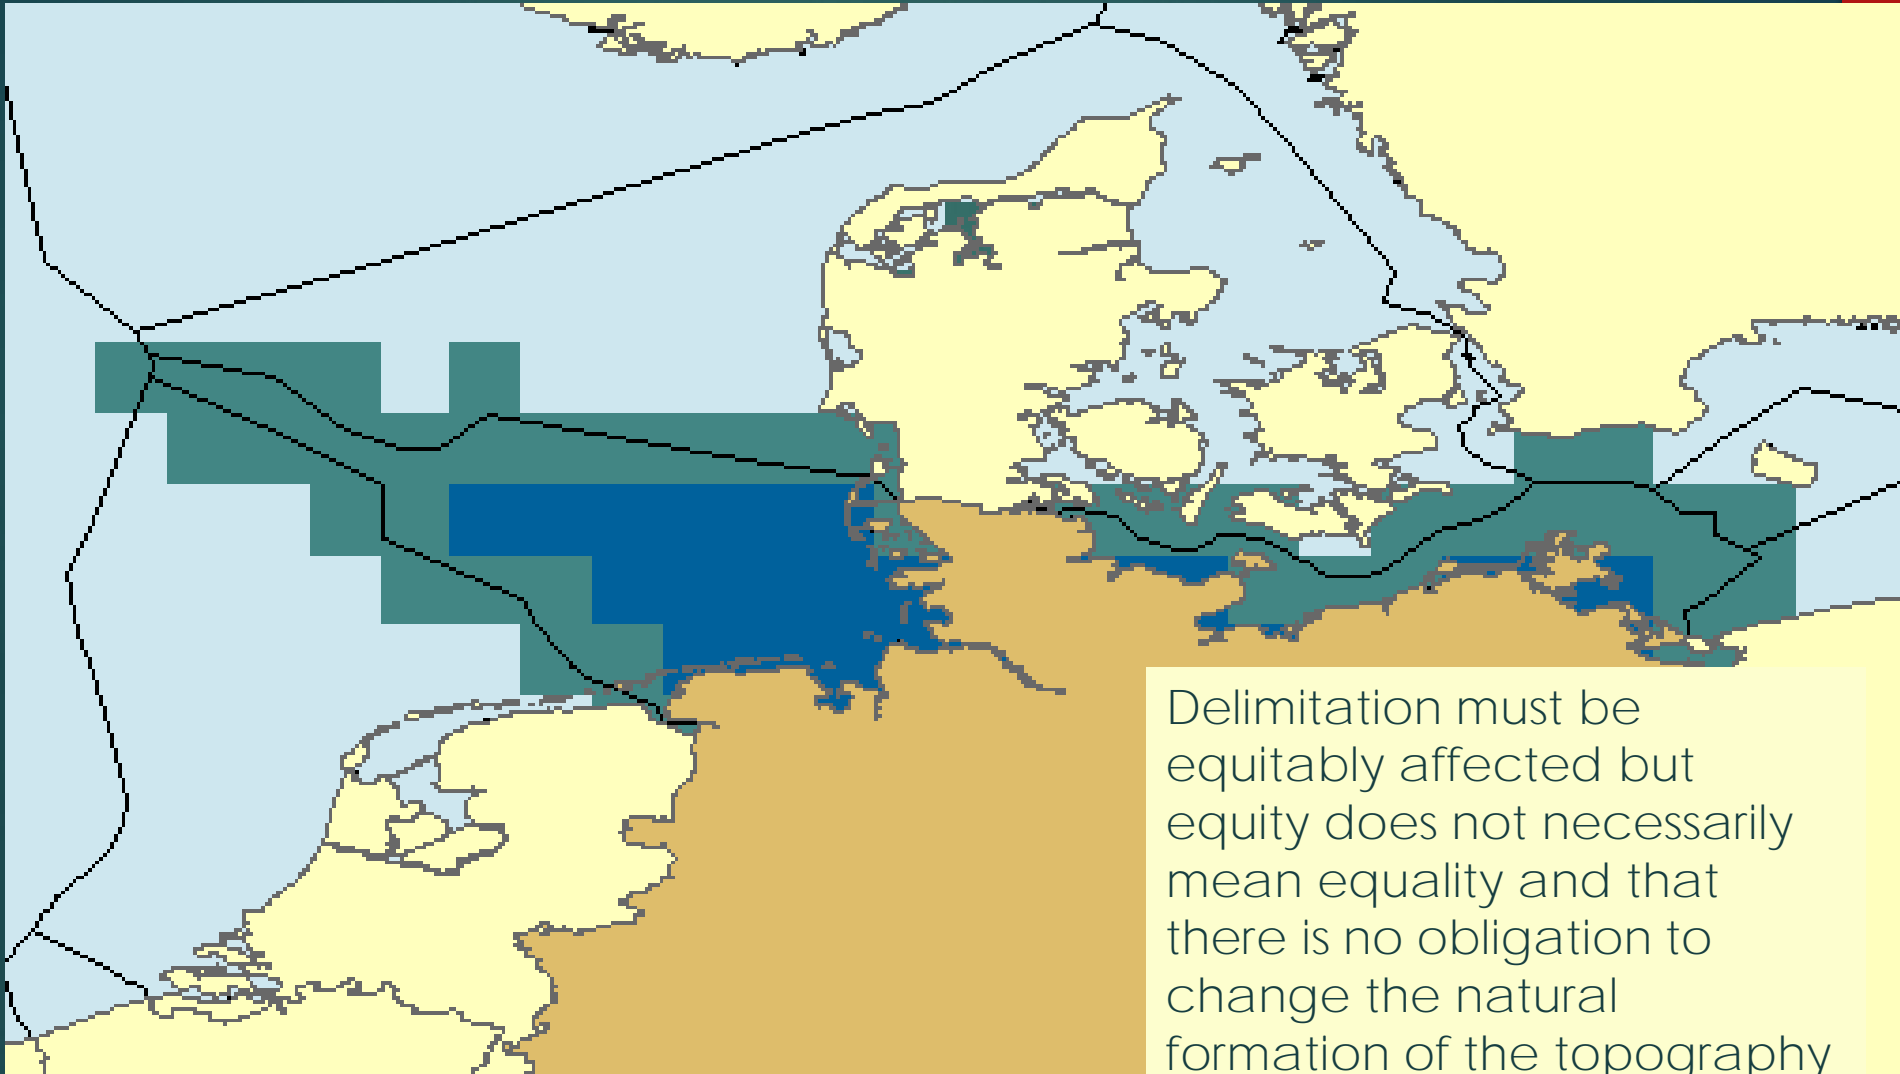 Delimitation must be
equitably affected but
equity does not necessarily
mean equality and that
there is no obligation to
change the natural
formation of the topography